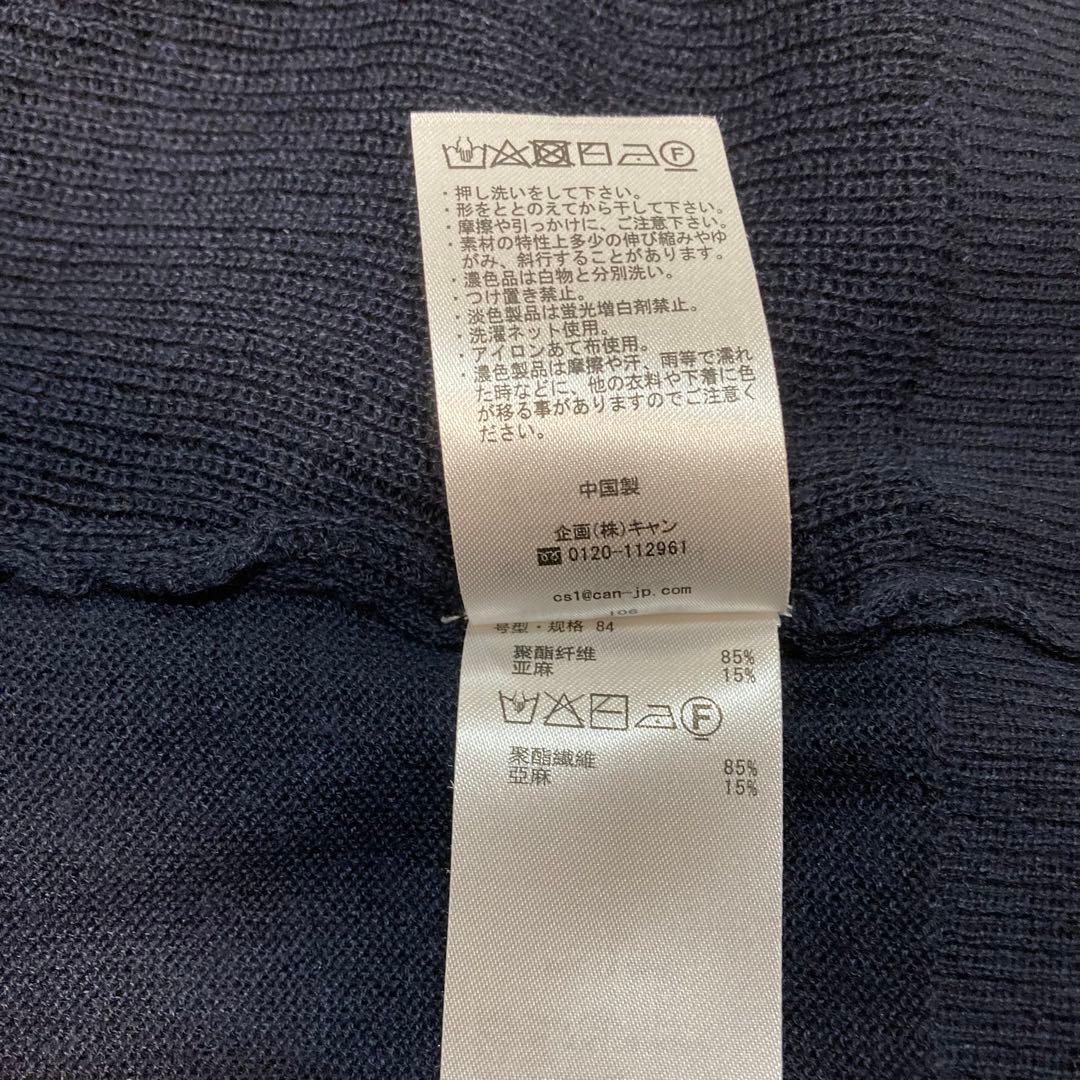 F
・押し洗いをして下さい。
・形をととのえてから干して下さい。
・摩擦や引っかけに、ご注意下さい。
・素材の特性上多少の伸び縮みやゆ
がみ、斜行することがあります。
・濃色品は白物と分別洗い。
・つけ置き禁止。
・淡色製品は蛍光増白剤禁止。
・洗濯ネット使用。
・アイロンあて布使用。
・濃色製品は摩擦や汗、雨等で濡れ
た時などに、他の衣料や下着に色
が移る事がありますのでご注意く
ださい。
中国製
企画(株)キャン
0120-112961
cs1@can-jp.com
号型・规格 84
聚酯纤维 85%
亚麻 15%
F
聚酯纖維 85%
亞麻 15%